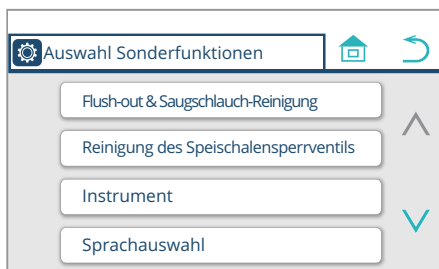 Auswahl Sonderfunktionen
Flush-out & Saugschlauch-Reinigung
Reinigung des Speischalensperrventils
Instrument
Sprachauswahl